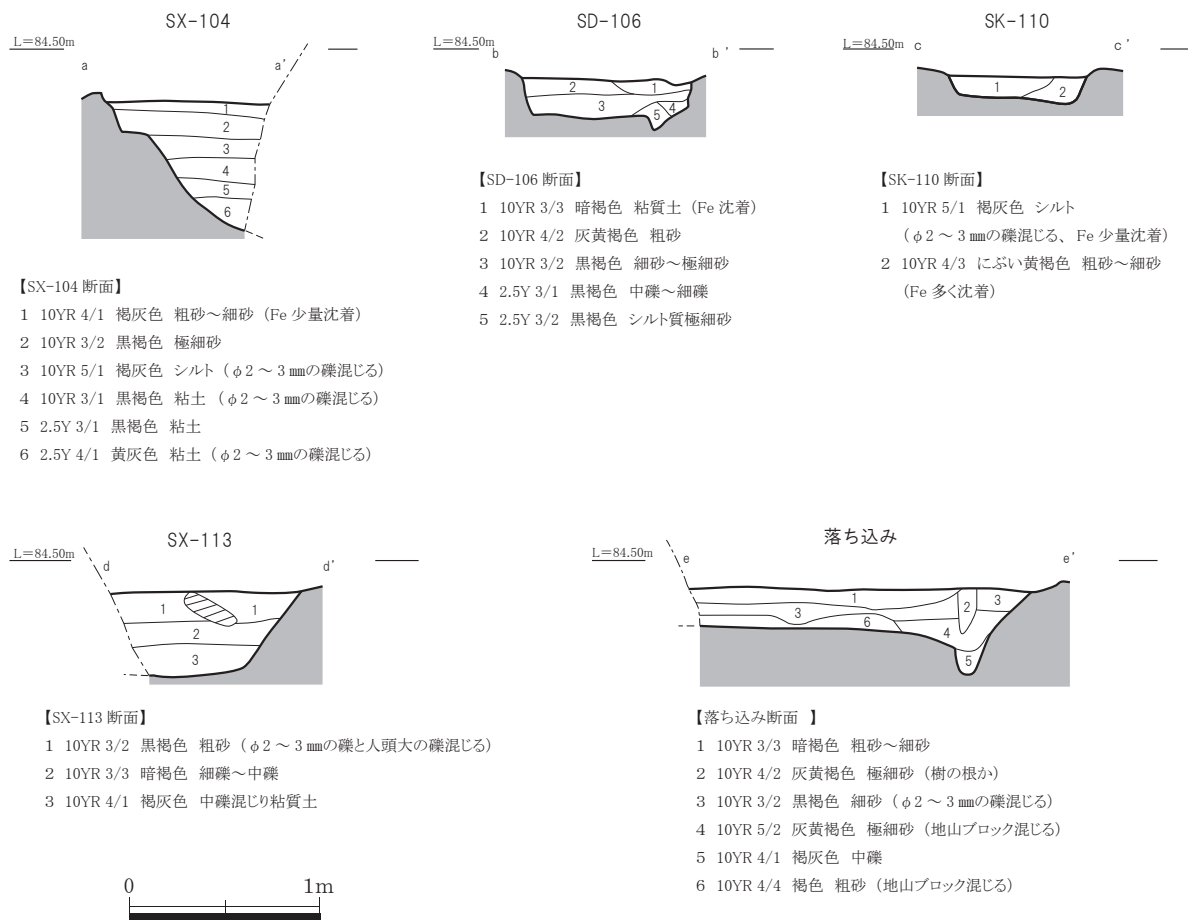 SX-104
L=84.50m
a
a'
1
2
3
4
5
6
【SX-104 断面】
1 10YR 4/1 褐灰色 粗砂～細砂（Fe 少量沈着）
2 10YR 3/2 黒褐色 極細砂
3 10YR 5/1 褐灰色 シルト（φ2 ～ 3 ㎜の礫混じる）
4 10YR 3/1 黒褐色 粘土（φ2 ～ 3 ㎜の礫混じる）
5 2.5Y 3/1 黒褐色 粘土
6 2.5Y 4/1 黄灰色 粘土（φ2 ～ 3 ㎜の礫混じる）
SD-106
L=84.50m
b
b'
2
1
3
5
4
【SD-106 断面】
1 10YR 3/3 暗褐色 粘質土（Fe 沈着）
2 10YR 4/2 灰黄褐色 粗砂
3 10YR 3/2 黒褐色 細砂～極細砂
4 2.5Y 3/1 黒褐色 中礫～細礫
5 2.5Y 3/2 黒褐色 シルト質極細砂
SK-110
L=84.50m
c
c'
1
2
【SK-110 断面】
1 10YR 5/1 褐灰色 シルト
（φ2 ～ 3 ㎜の礫混じる、Fe 少量沈着）
2 10YR 4/3 にぶい黄褐色 粗砂～細砂
（Fe 多く沈着）
SX-113
L=84.50m
d
d'
1
1
2
3
【SX-113 断面】
1 10YR 3/2 黒褐色 粗砂（φ2 ～ 3 ㎜の礫と人頭大の礫混じる）
2 10YR 3/3 暗褐色 細礫～中礫
3 10YR 4/1 褐灰色 中礫混じり粘質土
0 1m
落ち込み
L=84.50m
e
e'
1
3
2
3
6
4
5
【落ち込み断面 】
1 10YR 3/3 暗褐色 粗砂～細砂
2 10YR 4/2 灰黄褐色 極細砂（樹の根か）
3 10YR 3/2 黒褐色 細砂（φ2 ～ 3 ㎜の礫混じる）
4 10YR 5/2 灰黄褐色 極細砂（地山ブロック混じる）
5 10YR 4/1 褐灰色 中礫
6 10YR 4/4 褐色 粗砂（地山ブロック混じる）